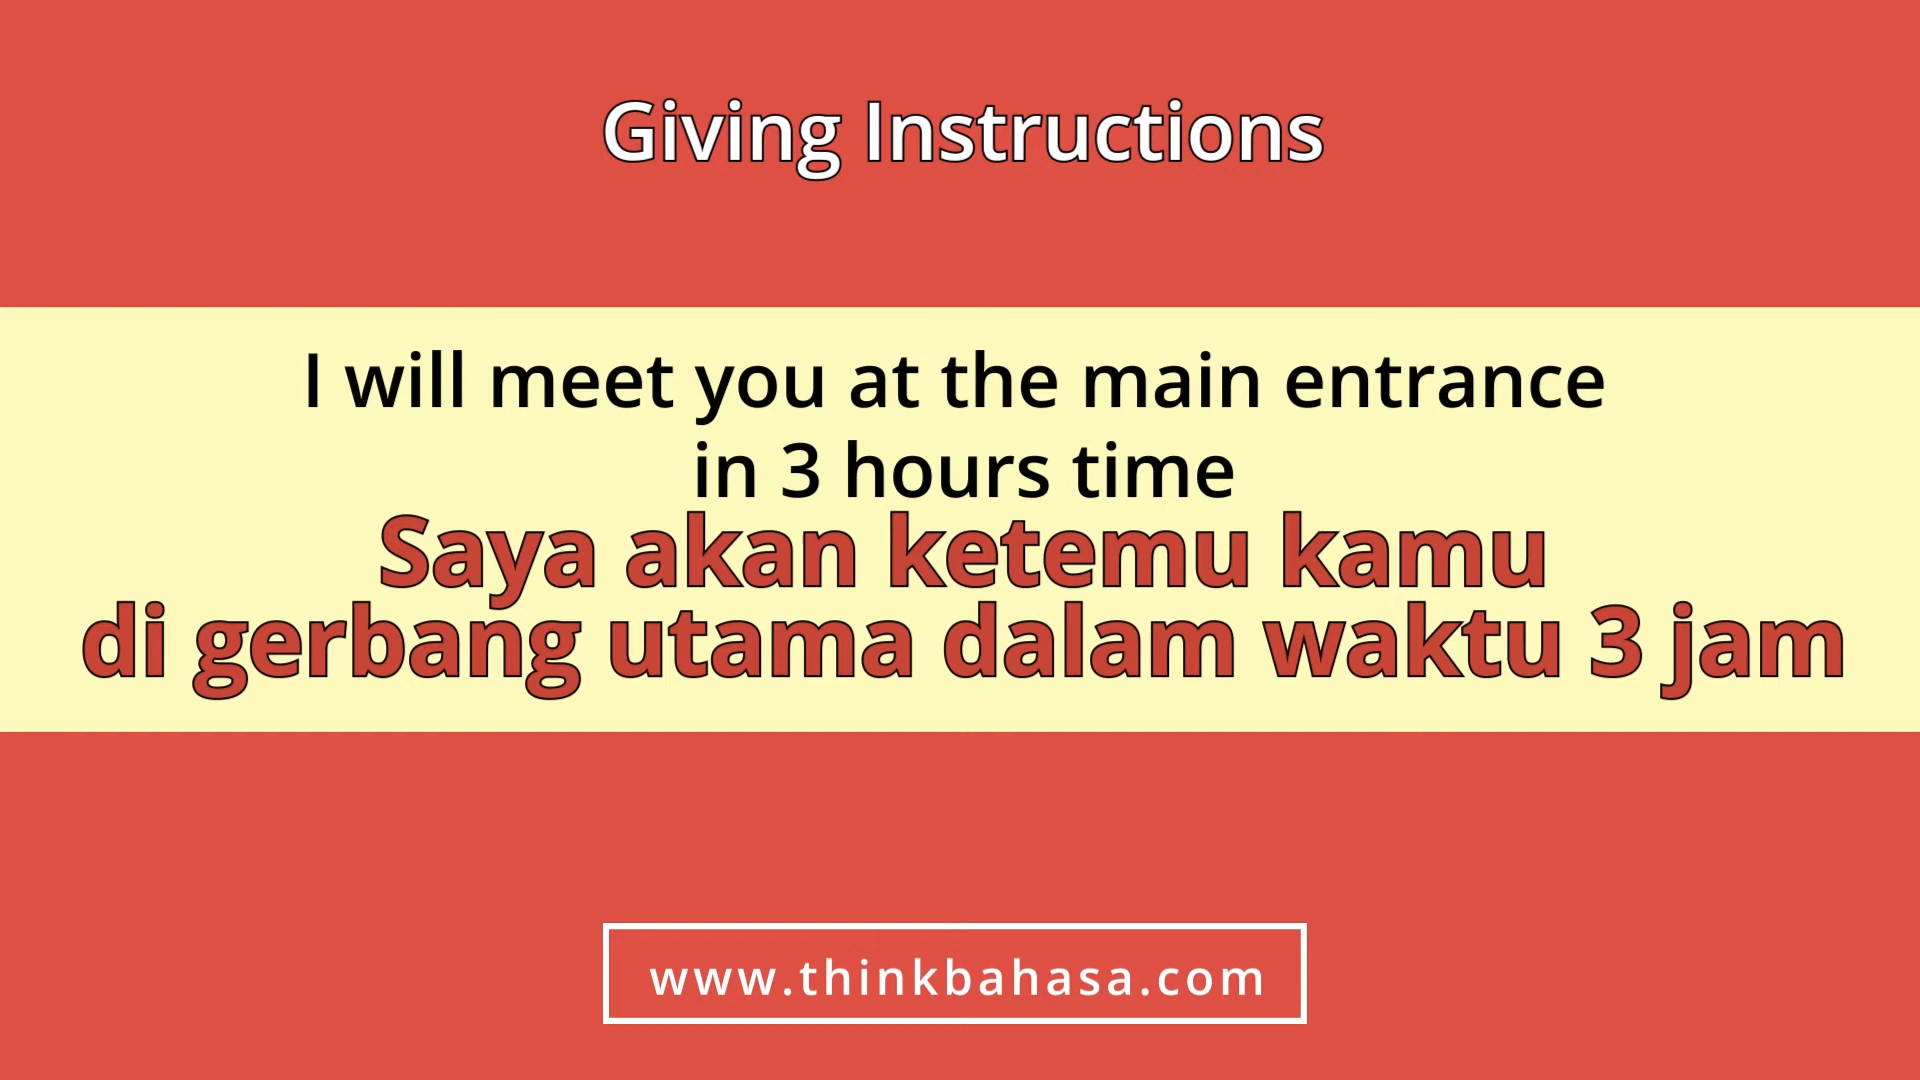 Giving Instructions
I will meet you at the main entrance
in 3 hours time
Saya akan ketemu kamu
di gerbang utama dalam waktu 3 jam
www.thinkbahasa.com